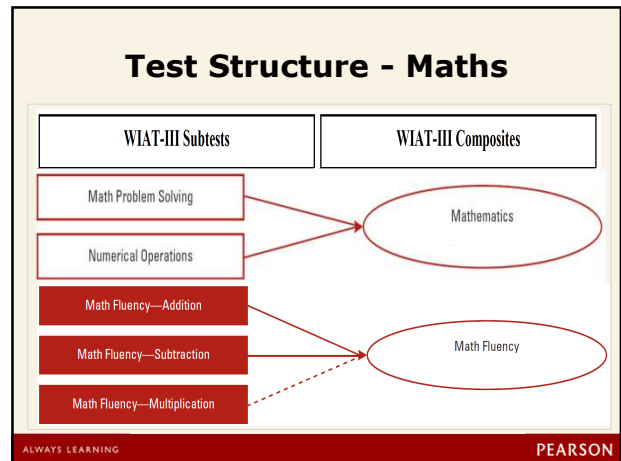 Test Structure - Maths
WIAT-III Subtests
WIAT-III Composites
Math Problem Solving
Numerical Operations
Mathematics
Math Fluency—Addition
Math Fluency—Subtraction
Math Fluency—Multiplication
Math Fluency
ALWAYS LEARNING
PEARSON